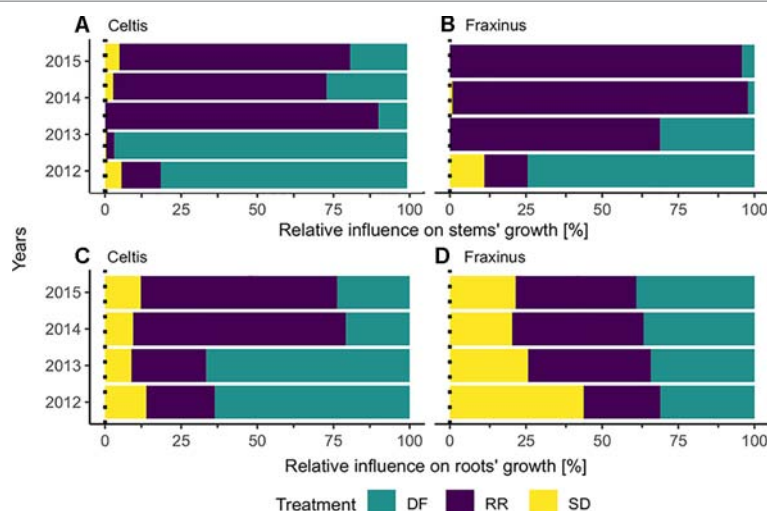 A Celtis
B Fraxinus
2015
2014
2013
2012
0 25 50 75 100
0 25 50 75 100
Relative influence on stems' growth [%]
Years
C Celtis
D Fraxinus
2015
2014
2013
2012
0 25 50 75 100
0 25 50 75 100
Relative influence on roots' growth [%]
Treatment DF RR SD